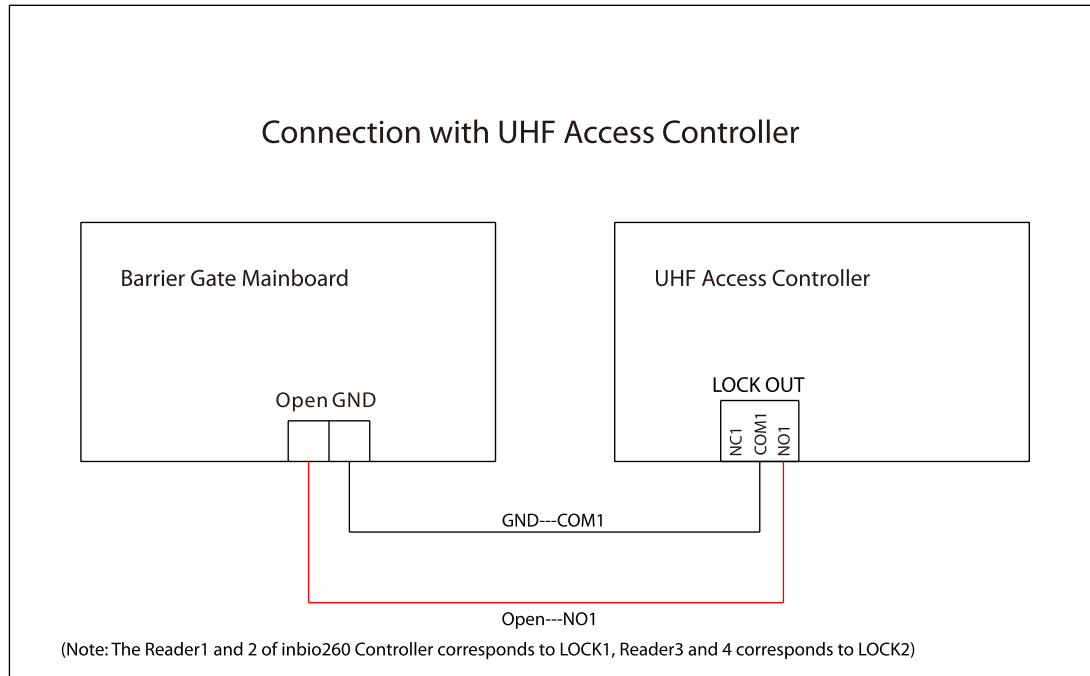 Connection with UHF Access Controller
Barrier Gate Mainboard
UHF Access Controller
Open GND
LOCK OUT
NC1
COM1
NO1
GND---COM1
Open---NO1
(Note: The Reader1 and 2 of inbio260 Controller corresponds to LOCK1, Reader3 and 4 corresponds to LOCK2)